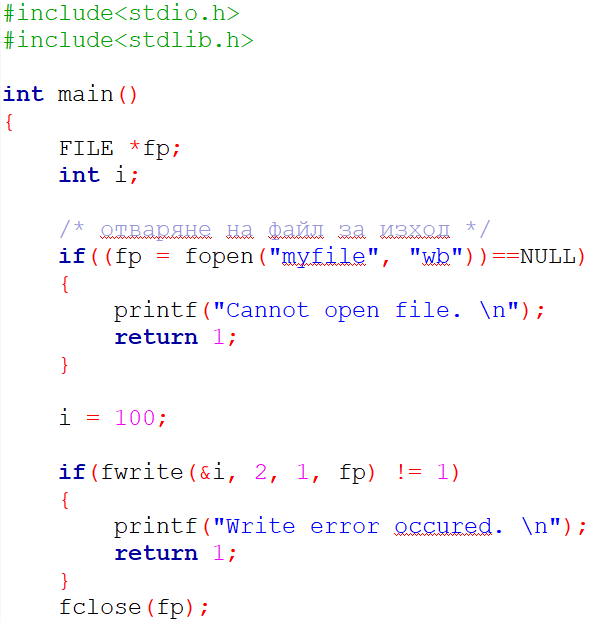 #include<stdio.h>
#include<stdlib.h>

int main()
{
    FILE *fp;
    int i;

    /* отваряне на файл за изход */
    if((fp = fopen("myfile", "wb"))==NULL)
    {
        printf("Cannot open file. \n");
        return 1;
    }

    i = 100;

    if(fwrite(&i, 2, 1, fp) != 1)
    {
        printf("Write error occured. \n");
        return 1;
    }
    fclose(fp);